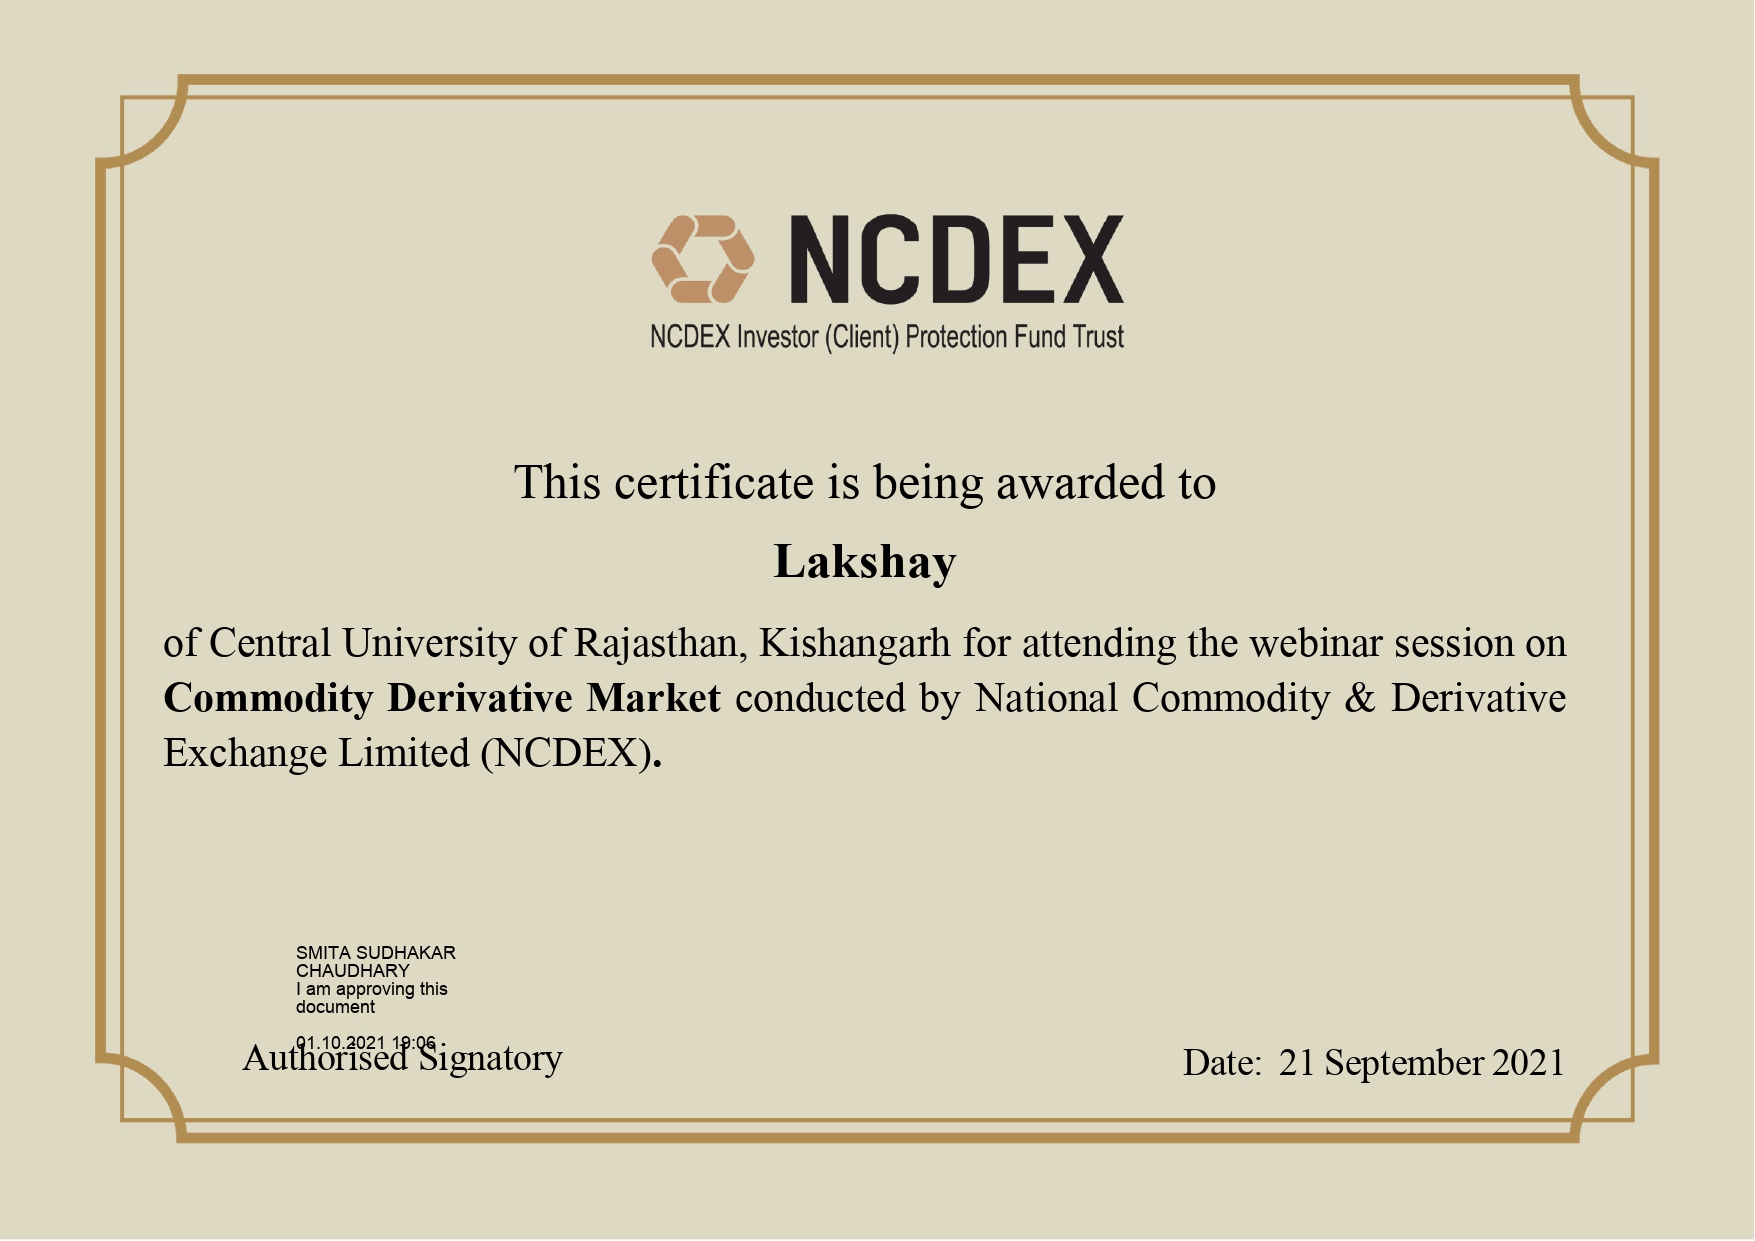 NCDEX
NCDEX Investor (Client) Protection Fund Trust
This certificate is being awarded to
Lakshay
of Central University of Rajasthan, Kishangarh for attending the webinar session on
Commodity Derivative Market conducted by National Commodity & Derivative
Exchange Limited (NCDEX).
SMITA SUDHAKAR
CHAUDHARY
I am approving this
document
01.10.2021 19:06
Authorised Signatory
Date: 21 September 2021